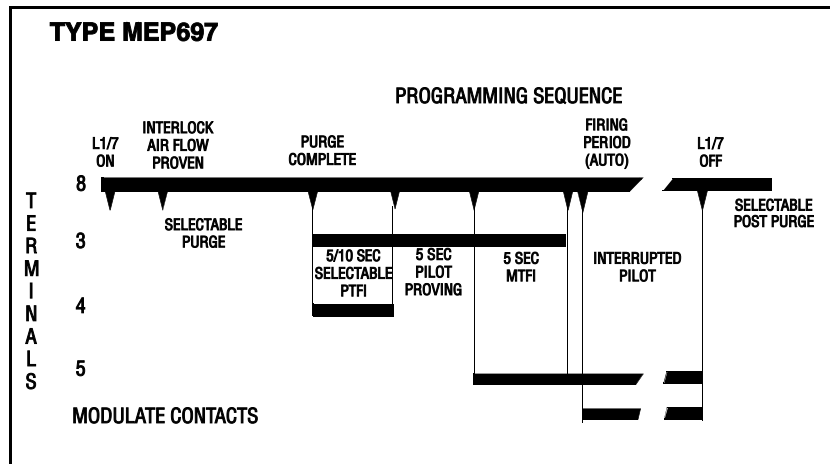 TYPE MEP697
PROGRAMMING SEQUENCE
L1/7
ON
INTERLOCK
AIR FLOW
PROVEN
PURGE
COMPLETE
FIRING
PERIOD
(AUTO)
L1/7
OFF
TERMINALS
8
SELECTABLE
PURGE
SELECTABLE
POST PURGE
3
5/10 SEC
SELECTABLE
PTFI
5 SEC
PILOT
PROVING
5 SEC
MTFI
INTERRUPTED
PILOT
4
5
MODULATE CONTACTS